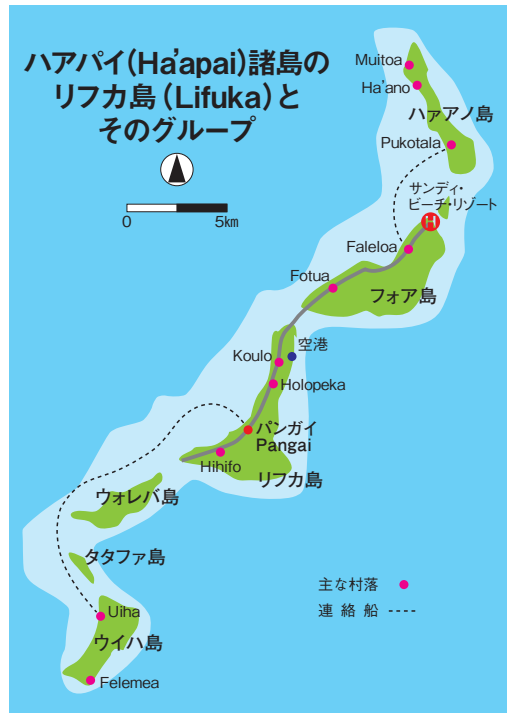 ハアパイ(Ha'apai)諸島の
リフカ島(Lifuka)と
そのグループ
0
5km
Muitoa
Ha'ano
ハァアノ島
Pukotala
サンディ・
ビーチ・リゾート
H
Faleloa
Fotua
フォア島
空港
Koulo
Holopeka
パンガイ
Pangai
Hihifo
リフカ島
ウォレバ島
タタファ島
Uiha
ウイハ島
Felemea
主な村落
連絡船